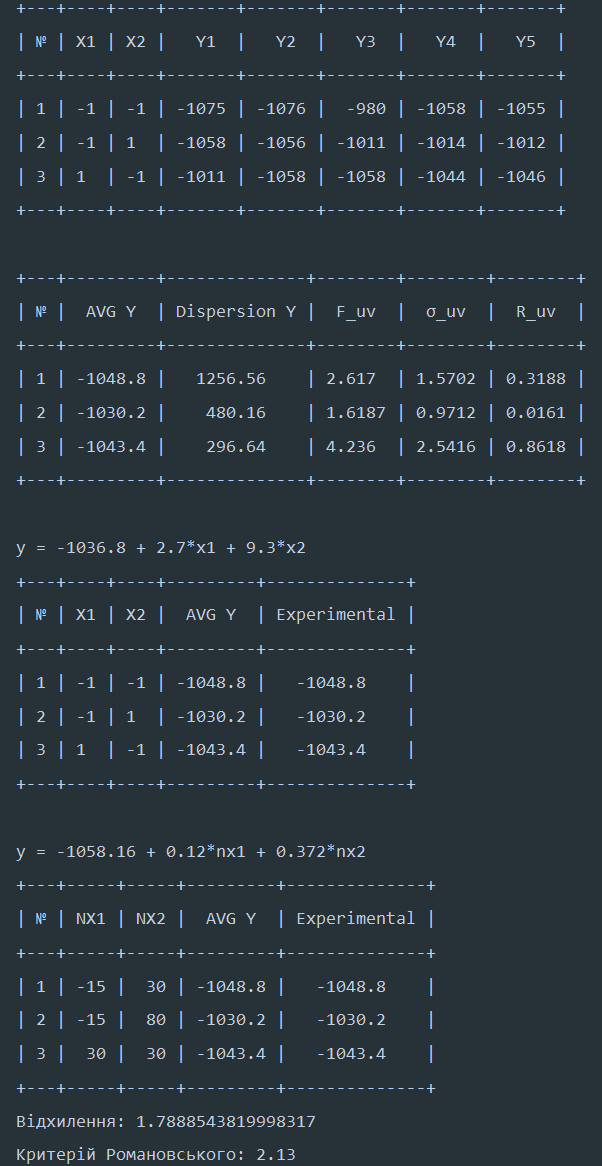 +---+----+----+-------+-------+-------+-------+-------+
| № | X1 | X2 |   Y1  |   Y2  |   Y3  |   Y4  |   Y5  |
+---+----+----+-------+-------+-------+-------+-------+
| 1 | -1 | -1 | -1075 | -1076 |  -980 | -1058 | -1055 |
| 2 | -1 | 1  | -1058 | -1056 | -1011 | -1014 | -1012 |
| 3 | 1  | -1 | -1011 | -1058 | -1058 | -1044 | -1046 |
+---+----+----+-------+-------+-------+-------+-------+
+---+---------+--------------+--------+--------+--------+
| № |  AVG Y  | Dispersion Y |  F_uv  |  σ_uv  |  R_uv  |
+---+---------+--------------+--------+--------+--------+
| 1 | -1048.8 |   1256.56    | 2.617  | 1.5702 | 0.3188 |
| 2 | -1030.2 |    480.16    | 1.6187 | 0.9712 | 0.0161 |
| 3 | -1043.4 |    296.64    | 4.236  | 2.5416 | 0.8618 |
+---+---------+--------------+--------+--------+--------+
y = -1036.8 + 2.7*x1 + 9.3*x2
+---+----+----+---------+--------------+
| № | X1 | X2 |  AVG Y  | Experimental |
+---+----+----+---------+--------------+
| 1 | -1 | -1 | -1048.8 |   -1048.8    |
| 2 | -1 | 1  | -1030.2 |   -1030.2    |
| 3 | 1  | -1 | -1043.4 |   -1043.4    |
+---+----+----+---------+--------------+
y = -1058.16 + 0.12*nx1 + 0.372*nx2
+---+-----+-----+---------+--------------+
| № | NX1 | NX2 |  AVG Y  | Experimental |
+---+-----+-----+---------+--------------+
| 1 | -15 |  30 | -1048.8 |   -1048.8    |
| 2 | -15 |  80 | -1030.2 |   -1030.2    |
| 3 |  30 |  30 | -1043.4 |   -1043.4    |
+---+-----+-----+---------+--------------+
Відхилення: 1.7888543819998317
Критерій Романовського: 2.13